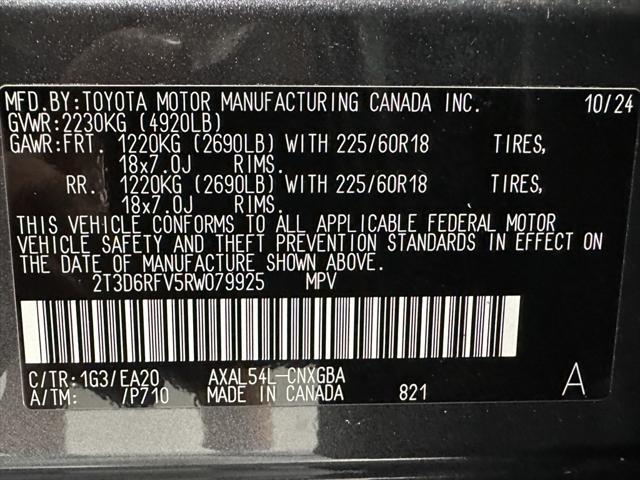 MFD.BY:TOYOTA MOTOR MANUFACTURING CANADA INC. 10/24
GVWR:2230KG (4920LB)
GAWR:FRT. 1220KG (2690LB) WITH 225/60R18 TIRES,
18x7.0J RIMS.
RR. 1220KG (2690LB) WITH 225/60R18 TIRES,
18x7.0J RIMS.
THIS VEHICLE CONFORMS TO ALL APPLICABLE FEDERAL MOTOR
VEHICLE SAFETY AND THEFT PREVENTION STANDARDS IN EFFECT ON
THE DATE OF MANUFACTURE SHOWN ABOVE.
2T3D6RFV5RW079925 MPV
C/TR:1G3/EA20 AXAL54L-CNXGBA
A/TM: /P710 MADE IN CANADA 821 A